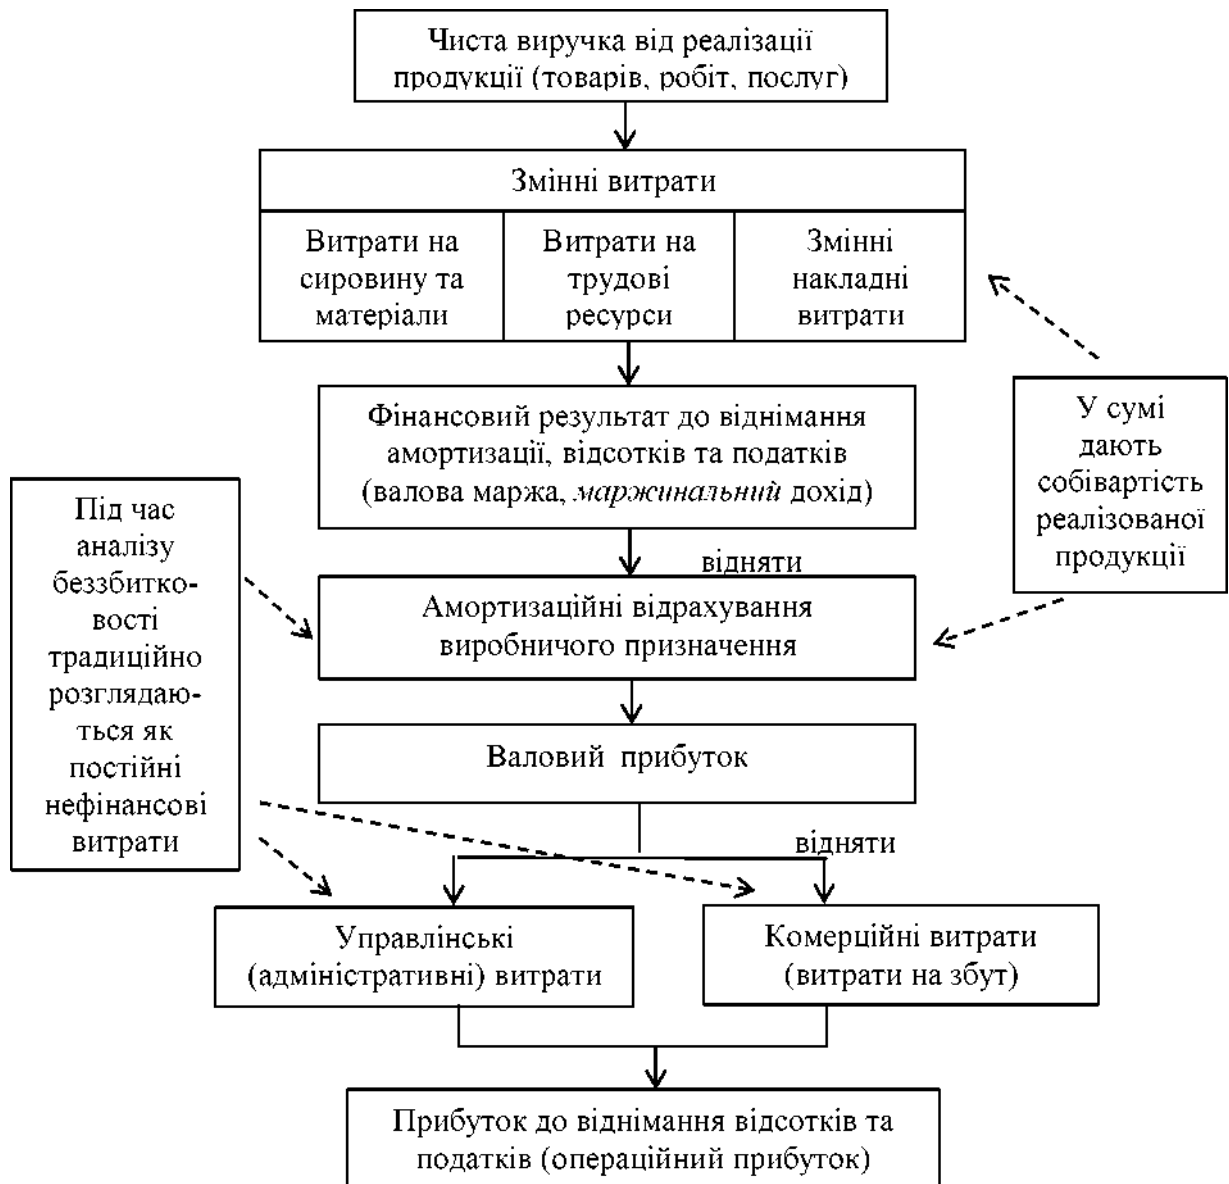 Чиста виручка від реалізації
продукції (товарів, робіт, послуг)
Змінні витрати
Витрати на
сировину та
матеріали
Витрати на
трудові
ресурси
Змінні
накладні
витрати
Фінансовий результат до віднімання
амортизації, відсотків та податків
(валова маржа, маржинальний дохід)
У сумі
дають
собівартість
реалізованої
продукції
Під час
аналізу
беззбитко-
вості
традиційно
розглядаю-
ться як
постійні
нефінансові
витрати
відняти
Амортизаційні відрахування
виробничого призначення
Валовий прибуток
відняти
Управлінські
(адміністративні) витрати
Комерційні витрати
(витрати на збут)
Прибуток до віднімання відсотків та
податків (операційний прибуток)